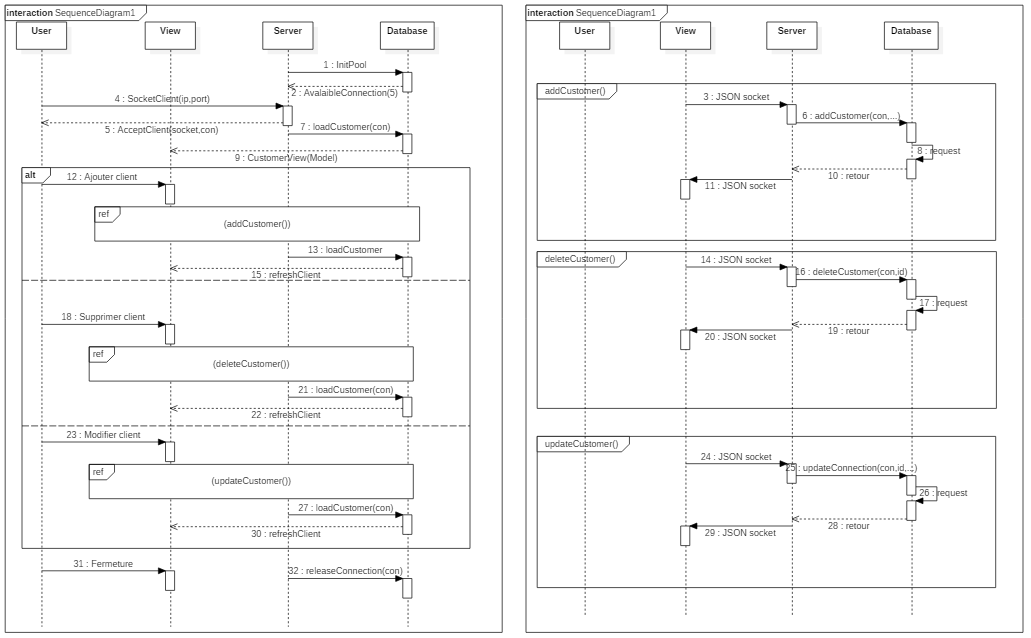 interaction SequenceDiagram1
User
View
Server
Database
1 : InitPool
2 : AvalaibleConnection(5)
4 : SocketClient(ip,port)
5 : AcceptClient(socket,con)
7 : loadCustomer(con)
9 : CustomerView(Model)
alt
12 : Ajouter client
ref
(addCustomer())
13 : loadCustomer
15 : refreshClient
18 : Supprimer client
ref
(deleteCustomer())
21 : loadCustomer(con)
22 : refreshClient
23 : Modifier client
ref
(updateCustomer())
27 : loadCustomer(con)
30 : refreshClient
31 : Fermeture
32 : releaseConnection(con)
interaction SequenceDiagram1
User
View
Server
Database
addCustomer()
3 : JSON socket
6 : addCustomer(con,...)
8 : request
10 : retour
11 : JSON socket
deleteCustomer()
14 : JSON socket
16 : deleteCustomer(con,id)
17 : request
19 : retour
20 : JSON socket
updateCustomer()
24 : JSON socket
25 : updateConnection(con,id,...)
26 : request
28 : retour
29 : JSON socket